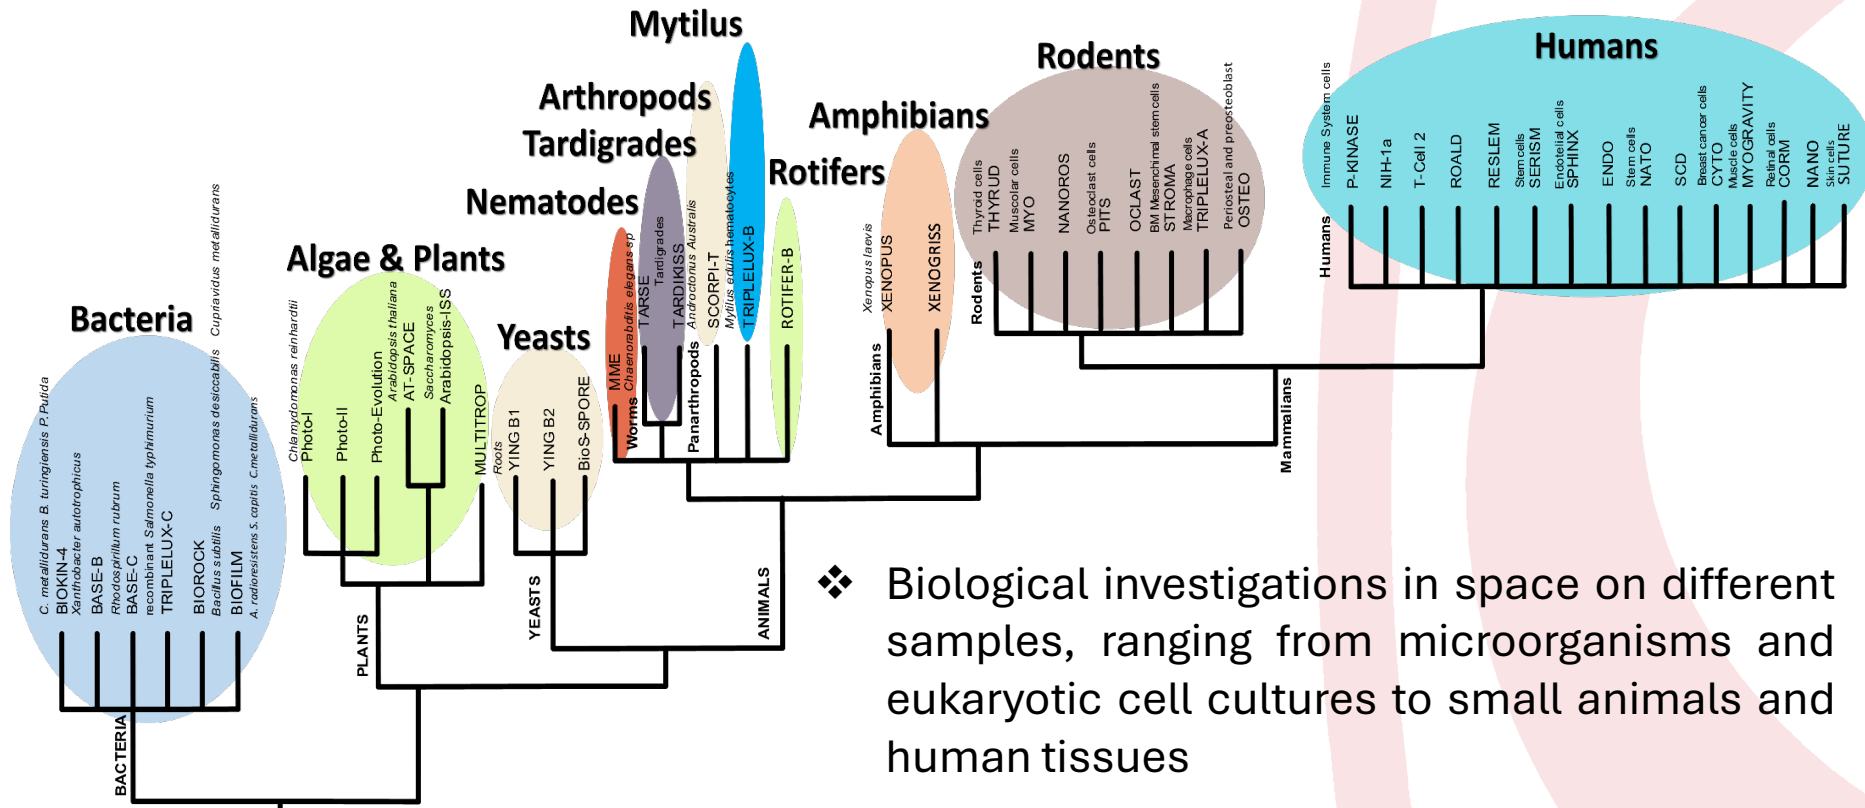 Mytilus
Arthropods
Tardigrades
Nematodes
Rotifers
Amphibians
Rodents
Humans
Algae & Plants
Bacteria
Yeasts
C. metallidurans B. turingiensis P. Putida
BIOKIN-4
Xanthobacter autotrophicus
BASE-B
Rhodospirillum rubrum
BASE-C
recombinant Salmonella typhimurium
TRIPLELUX-C
BIOROCK
Bacillus subtilis Sphingomonas desiccabilis Cupriavidus metallidurans
BIOFILM
A. radioresistens S. capitis C.metallidurans
BACTERIA
Chlamydomonas reinhardtii
Photo-I
Photo-II
Photo-Evolution
Arabidopsis thaliana
AT-SPACE
Saccharomyces
Arabidopsis-ISS
MULTITROP
Roots
PLANTS
YING B1
YING B2
BioS-SPORE
YEASTS
MME
Chaenorabditis elegans sp
Worms
TARSE
Tardigrades
TARDIKISS
Androctorius Australis
Panarthropods
SCORPI-T
Mytilus edulis hematocytes
TRIPLELUX-B
ROTIFER-B
ANIMALS
Xenopus laevis
XENOPUS
XENOGRISS
Amphibians
Thyroid cells
THYRUD
Muscolar cells
MYO
NANOROS
Osteoclast cells
PITS
OCLAST
BM Mesenchimal stem cells
STROMA
Macrophage cells
TRIPLELUX-A
Periosteal and preosteoblast
OSTEO
Rodents
Mammalians
Immune System cells
P-KINASE
NIH-1a
T-Cell 2
ROALD
RESLEM
Stem cells
SERISM
Endotelial cells
SPHINX
ENDO
Stem cells
NATO
SCD
Breast cancer cells
CYTO
Muscle cells
MYOGRAVITY
Retinal cells
CORM
NANO
Skin cells
SUTURE
Humans
❖ Biological investigations in space on different
samples, ranging from microorganisms and
eukaryotic cell cultures to small animals and
human tissues